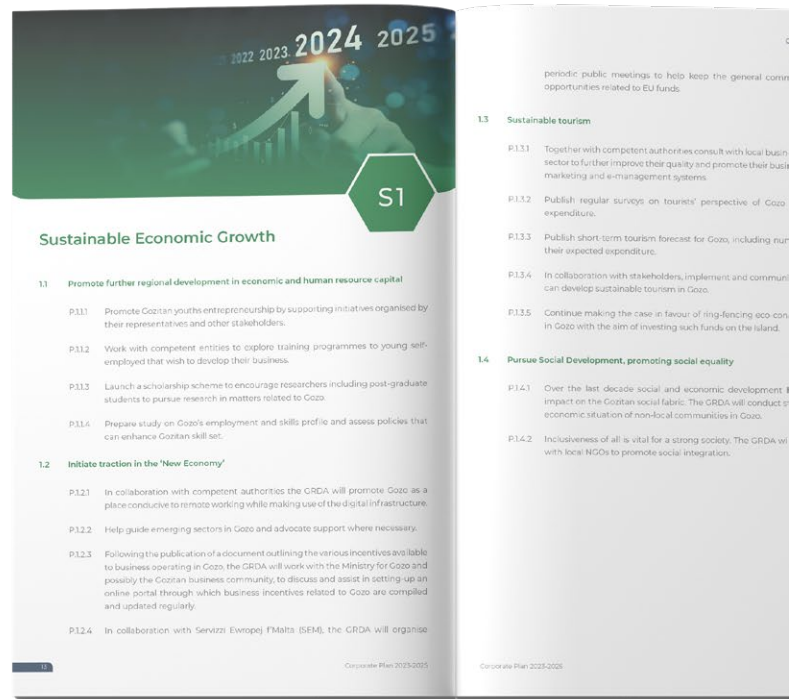 2022 2023 2024 2025
S1
Sustainable Economic Growth
1.1 Promote further regional development in economic and human resource capital
P.1.1.1 Promote Gozitan youths entrepreneurship by supporting initiatives organised by
their representatives and other stakeholders.
P.1.1.2 Work with competent entities to explore training programmes to young self-
employed that wish to develop their business.
P.1.1.3 Launch a scholarship scheme to encourage researchers including post-graduate
students to pursue research in matters related to Gozo.
P.1.1.4 Prepare study on Gozo's employment and skills profile and assess policies that
can enhance Gozitan skill set.
1.2 Initiate traction in the 'New Economy'
P.1.2.1 In collaboration with competent authorities the GRDA will promote Gozo as a
place conducive to remote working while making use of the digital infrastructure.
P.1.2.2 Help guide emerging sectors in Gozo and advocate support where necessary.
P.1.2.3 Following the publication of a document outlining the various incentives available
to business operating in Gozo, the GRDA will work with the Ministry for Gozo and
possibly the Gozitan business community, to discuss and assist in setting-up an
online portal through which business incentives related to Gozo are compiled
and updated regularly.
P.1.2.4 In collaboration with Servizzi Ewropej f'Malta (SEM), the GRDA will organise
13 Corporate Plan 2023-2025
periodic public meetings to help keep the general comm
opportunities related to EU funds.
1.3 Sustainable tourism
P.1.3.1 Together with competent authorities consult with local busin
sector to further improve their quality and promote their busi
marketing and e-management systems.
P.1.3.2 Publish regular surveys on tourists' perspective of Gozo
expenditure.
P.1.3.3 Publish short-term tourism forecast for Gozo, including nu
their expected expenditure.
P.1.3.4 In collaboration with stakeholders, implement and communi
can develop sustainable tourism in Gozo.
P.1.3.5 Continue making the case in favour of ring-fencing eco-con
in Gozo with the aim of investing such funds on the island.
1.4 Pursue Social Development, promoting social equality
P.1.4.1 Over the last decade social and economic development
impact on the Gozitan social fabric. The GRDA will conduct
economic situation of non-local communities in Gozo.
P.1.4.2 Inclusiveness of all is vital for a strong society. The GRDA wi
with local NGOs to promote social integration.
Corporate Plan 2023-2025